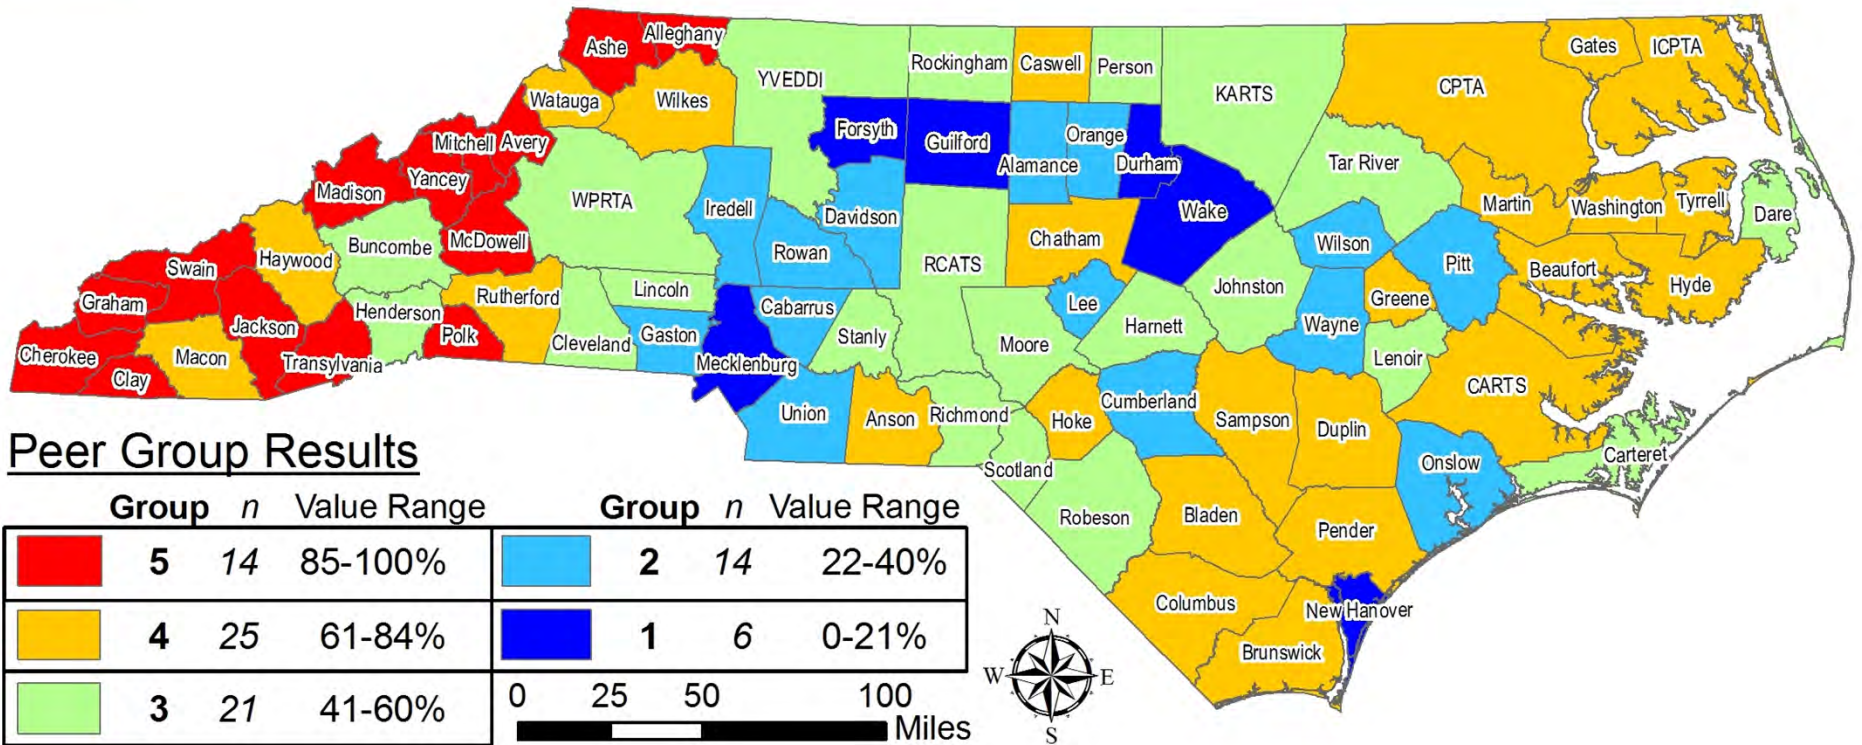 Ashe
Alleghany
Gates
ICPTA
YVEDDI
Rockingham
Caswell
Person
KARTS
CPTA
Watauga
Wilkes
Forsyth
Guilford
Alamance
Orange
Durham
Mitchell
Avery
Tar River
Madison
Yancey
WPRTA
Iredell
Davidson
Wake
Martin
Washington
Tyrrell
Dare
McDowell
Buncombe
Haywood
Swain
Rowan
RCATS
Chatham
Wilson
Pitt
Beaufort
Hyde
Graham
Jackson
Henderson
Rutherford
Lincoln
Cabarrus
Lee
Johnston
Greene
Cherokee
Clay
Macon
Transylvania
Polk
Cleveland
Gaston
Mecklenburg
Stanly
Moore
Harnett
Wayne
Lenoir
CARTS
Union
Anson
Richmond
Hoke
Cumberland
Sampson
Duplin
Scotland
Onslow
Carteret
Robeson
Bladen
Pender
Columbus
New Hanover
Brunswick
Peer Group Results
Group n Value Range Group n Value Range
5 14 85-100% 2 14 22-40%
4 25 61-84% 1 6 0-21%
3 21 41-60%
0 25 50 100
Miles
N
W E
S